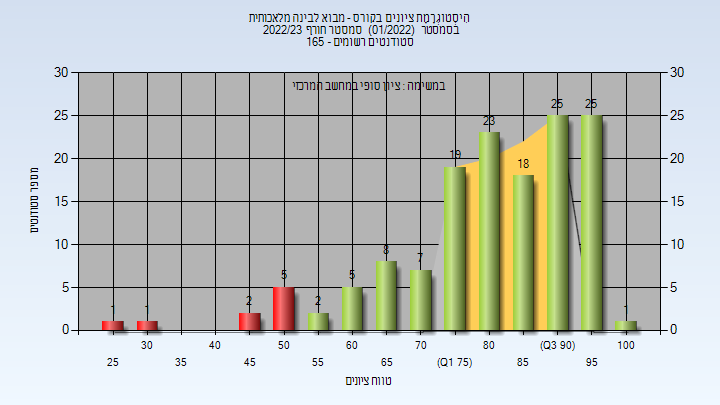 היסטוגרמת ציונים בקורס - מבוא לבינה מלאכותית
בסמסטר (01/2022) סמסטר חורף 2022/23
סטודנטים רשומים - 165
במשימה : ציון סופי במחשב המרכזי
מספר סטודנטים
30 30
25 25
20 20
15 15
10 10
5 5
0 0
1 1 2 5 2 5 8 7 19 23 18 25 25 1
30 40 50 60 70 80 (Q3 90) 100
25 35 45 55 65 (Q1 75) 85 95
טווח ציונים